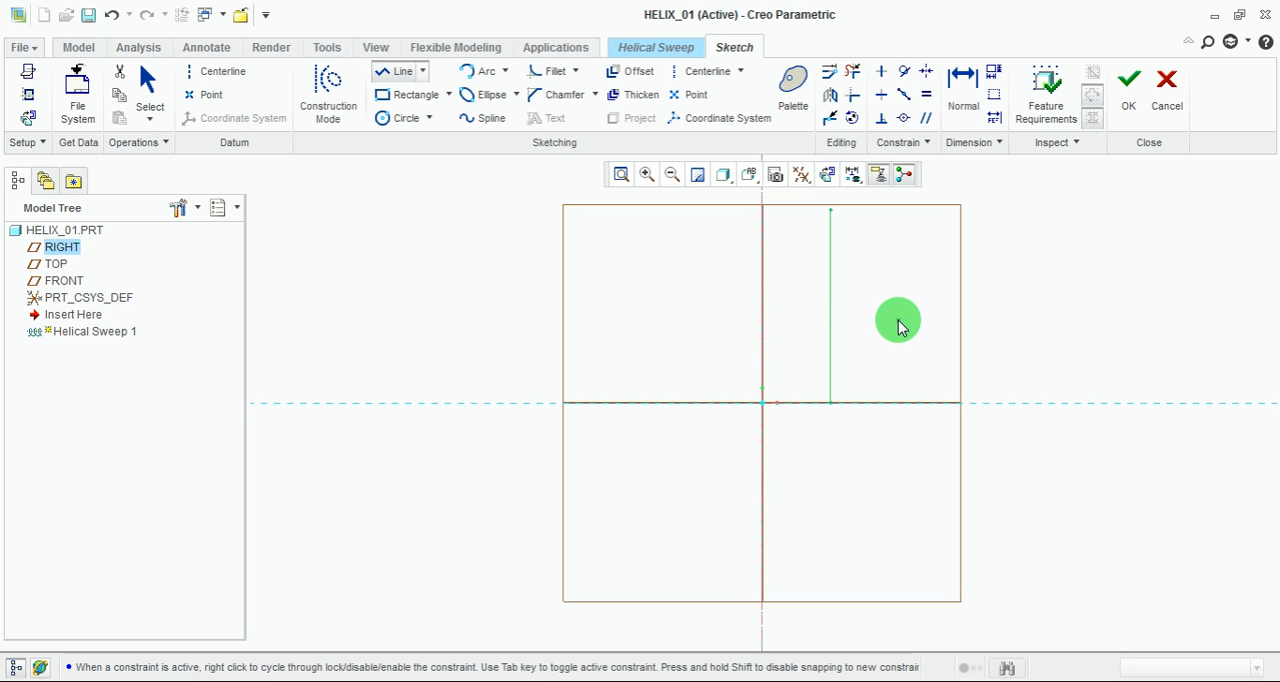 HELIX_01 (Active) - Creo Parametric
File Model Analysis Annotate Render Tools View Flexible Modeling Applications Helical Sweep Sketch
File System
Select
Centerline
Point
Coordinate System
Construction Mode
Line Arc Fillet Offset Centerline
Rectangle Ellipse Chamfer Thicken Point
Circle Spline Text Project Coordinate System
Palette
Normal
Feature Requirements
OK
Cancel
Setup Get Data Operations Datum Sketching Editing Constrain Dimension Inspect Close
Model Tree
HELIX_01.PRT
RIGHT
TOP
FRONT
PRT_CSYS_DEF
Insert Here
Helical Sweep 1
When a constraint is active, right click to cycle through lock/disable/enable the constraint. Use Tab key to toggle active constraint. Press and hold Shift to disable snapping to new constrair